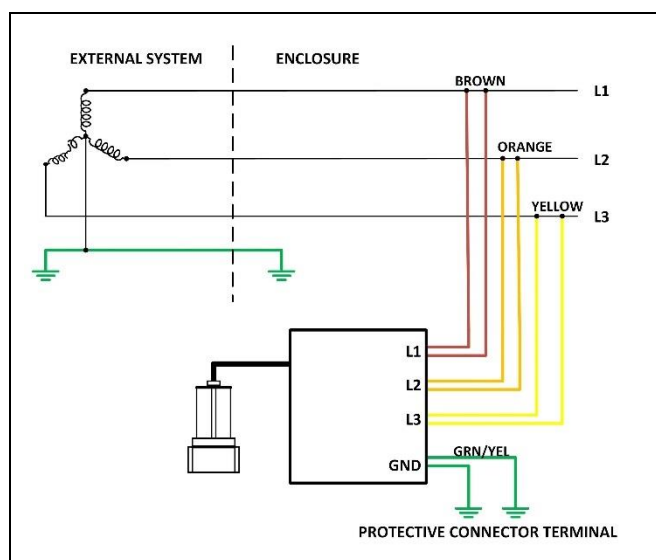 EXTERNAL SYSTEM
ENCLOSURE
BROWN
L1
ORANGE
L2
YELLOW
L3
L1
L2
L3
GRN/YEL
GND
PROTECTIVE CONNECTOR TERMINAL